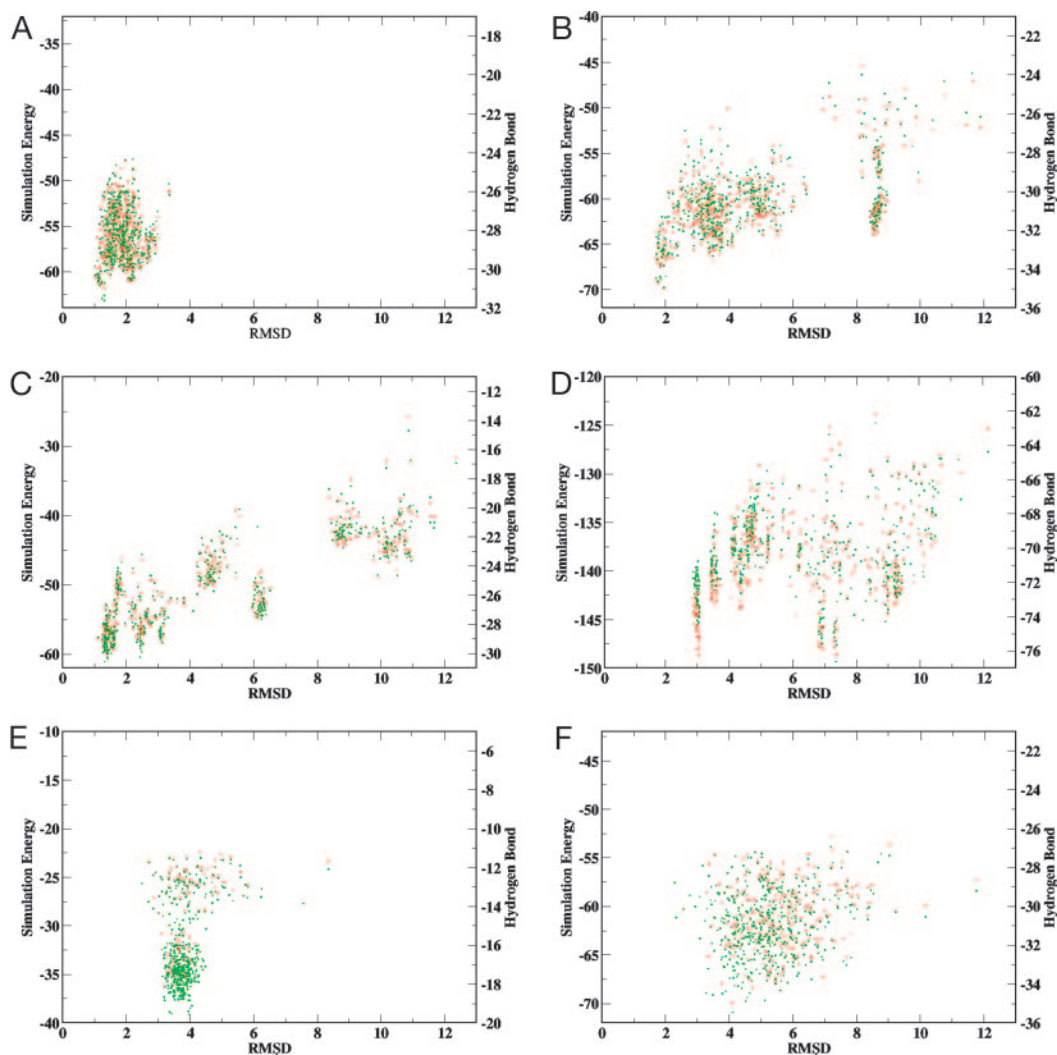 A
-35
-40
-45
-50
-55
-60
Simulation Energy
-18
-20
-22
-24
-26
-28
-30
-32
Hydrogen Bond
0 2 4 6 8 10 12
RMSD
B
-40
-45
-50
-55
-60
-65
-70
Simulation Energy
-22
-24
-26
-28
-30
-32
-34
-36
Hydrogen Bond
0 2 4 6 8 10 12
RMSD
C
-20
-30
-40
-50
-60
Simulation Energy
-12
-14
-16
-18
-20
-22
-24
-26
-28
-30
Hydrogen Bond
0 2 4 6 8 10 12
RMSD
D
-120
-125
-130
-135
-140
-145
-150
Simulation Energy
-60
-62
-64
-66
-68
-70
-72
-74
-76
Hydrogen Bond
0 2 4 6 8 10 12
RMSD
E
-10
-15
-20
-25
-30
-35
-40
Simulation Energy
-6
-8
-10
-12
-14
-16
-18
-20
Hydrogen Bond
0 2 4 6 8 10 12
RMSD
F
-45
-50
-55
-60
-65
-70
Simulation Energy
-22
-24
-26
-28
-30
-32
-34
-36
Hydrogen Bond
0 2 4 6 8 10 12
RMSD